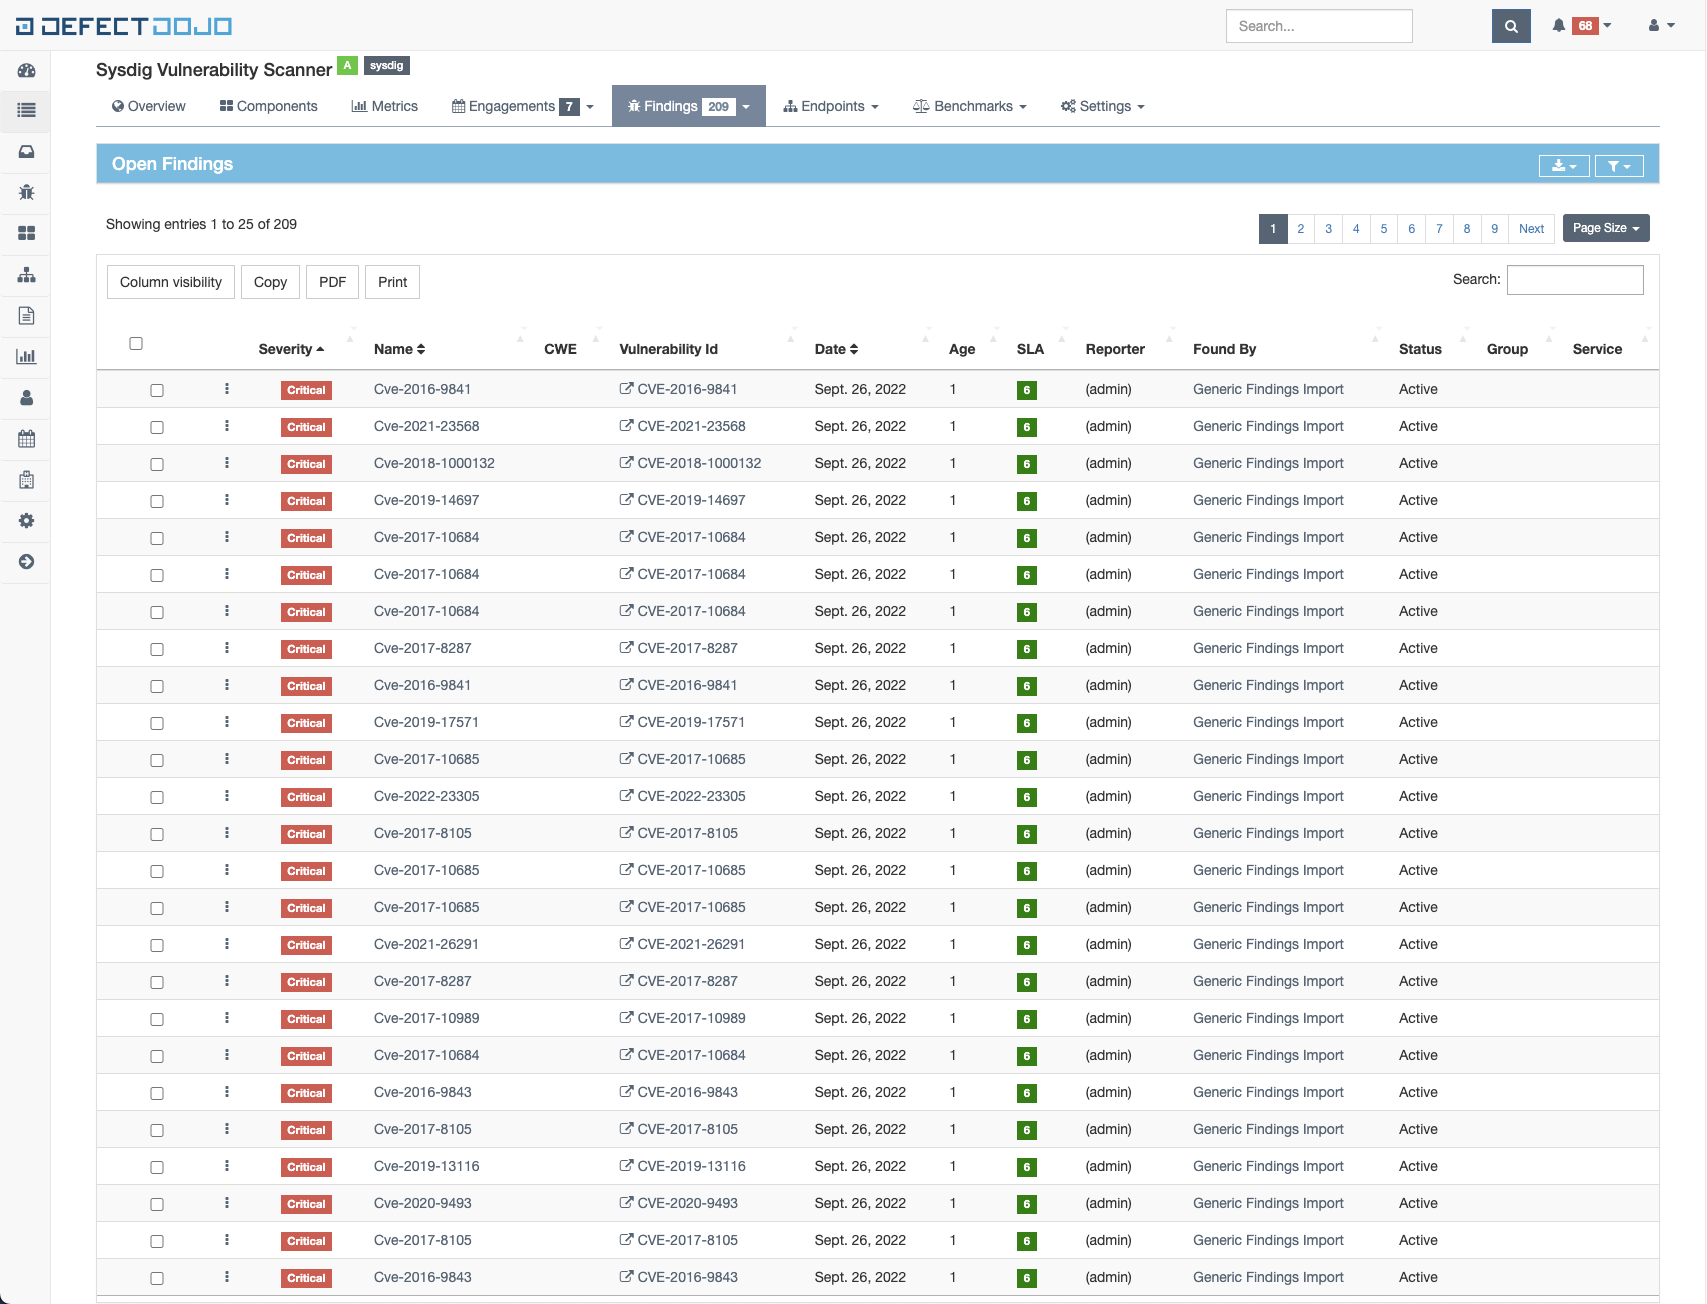 DEFECTDOJO Search... 68
Sysdig Vulnerability Scanner A sysdig
Overview Components Metrics Engagements 7 Findings 209 Endpoints Benchmarks Settings
Open Findings
Showing entries 1 to 25 of 209 1 2 3 4 5 6 7 8 9 Next Page Size
Column visibility Copy PDF Print Search:
Severity Name CWE Vulnerability Id Date Age SLA Reporter Found By Status Group Service
Critical Cve-2016-9841 CVE-2016-9841 Sept. 26, 2022 1 6 (admin) Generic Findings Import Active
Critical Cve-2021-23568 CVE-2021-23568 Sept. 26, 2022 1 6 (admin) Generic Findings Import Active
Critical Cve-2018-1000132 CVE-2018-1000132 Sept. 26, 2022 1 6 (admin) Generic Findings Import Active
Critical Cve-2019-14697 CVE-2019-14697 Sept. 26, 2022 1 6 (admin) Generic Findings Import Active
Critical Cve-2017-10684 CVE-2017-10684 Sept. 26, 2022 1 6 (admin) Generic Findings Import Active
Critical Cve-2017-10684 CVE-2017-10684 Sept. 26, 2022 1 6 (admin) Generic Findings Import Active
Critical Cve-2017-10684 CVE-2017-10684 Sept. 26, 2022 1 6 (admin) Generic Findings Import Active
Critical Cve-2017-8287 CVE-2017-8287 Sept. 26, 2022 1 6 (admin) Generic Findings Import Active
Critical Cve-2016-9841 CVE-2016-9841 Sept. 26, 2022 1 6 (admin) Generic Findings Import Active
Critical Cve-2019-17571 CVE-2019-17571 Sept. 26, 2022 1 6 (admin) Generic Findings Import Active
Critical Cve-2017-10685 CVE-2017-10685 Sept. 26, 2022 1 6 (admin) Generic Findings Import Active
Critical Cve-2022-23305 CVE-2022-23305 Sept. 26, 2022 1 6 (admin) Generic Findings Import Active
Critical Cve-2017-8105 CVE-2017-8105 Sept. 26, 2022 1 6 (admin) Generic Findings Import Active
Critical Cve-2017-10685 CVE-2017-10685 Sept. 26, 2022 1 6 (admin) Generic Findings Import Active
Critical Cve-2017-10685 CVE-2017-10685 Sept. 26, 2022 1 6 (admin) Generic Findings Import Active
Critical Cve-2021-26291 CVE-2021-26291 Sept. 26, 2022 1 6 (admin) Generic Findings Import Active
Critical Cve-2017-8287 CVE-2017-8287 Sept. 26, 2022 1 6 (admin) Generic Findings Import Active
Critical Cve-2017-10989 CVE-2017-10989 Sept. 26, 2022 1 6 (admin) Generic Findings Import Active
Critical Cve-2017-10684 CVE-2017-10684 Sept. 26, 2022 1 6 (admin) Generic Findings Import Active
Critical Cve-2016-9843 CVE-2016-9843 Sept. 26, 2022 1 6 (admin) Generic Findings Import Active
Critical Cve-2017-8105 CVE-2017-8105 Sept. 26, 2022 1 6 (admin) Generic Findings Import Active
Critical Cve-2019-13116 CVE-2019-13116 Sept. 26, 2022 1 6 (admin) Generic Findings Import Active
Critical Cve-2020-9493 CVE-2020-9493 Sept. 26, 2022 1 6 (admin) Generic Findings Import Active
Critical Cve-2017-8105 CVE-2017-8105 Sept. 26, 2022 1 6 (admin) Generic Findings Import Active
Critical Cve-2016-9843 CVE-2016-9843 Sept. 26, 2022 1 6 (admin) Generic Findings Import Active